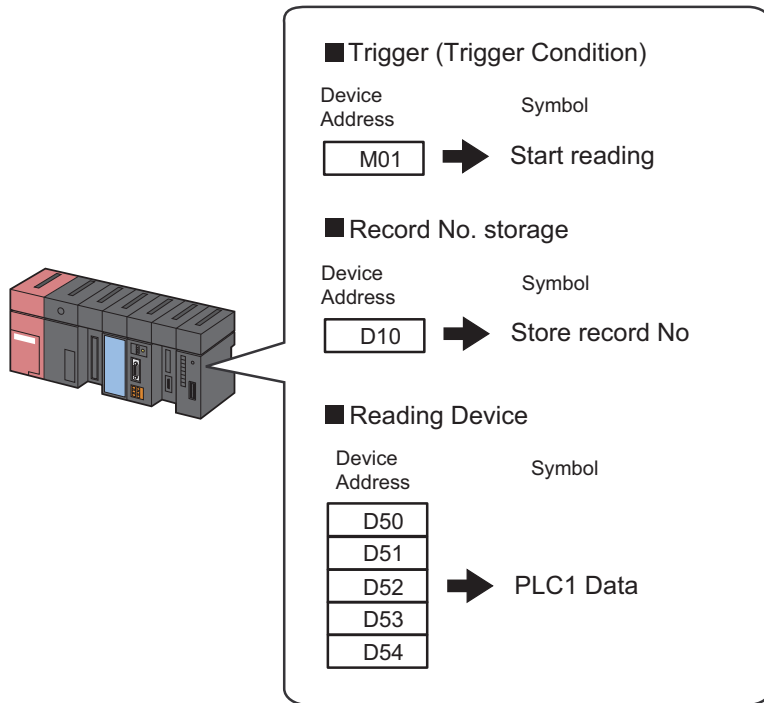 ■ Trigger (Trigger Condition)
Device
Address
Symbol
M01
Start reading
■ Record No. storage
Device
Address
Symbol
D10
Store record No
■ Reading Device
Device
Address
Symbol
D50
D51
D52
D53
D54
PLC1 Data